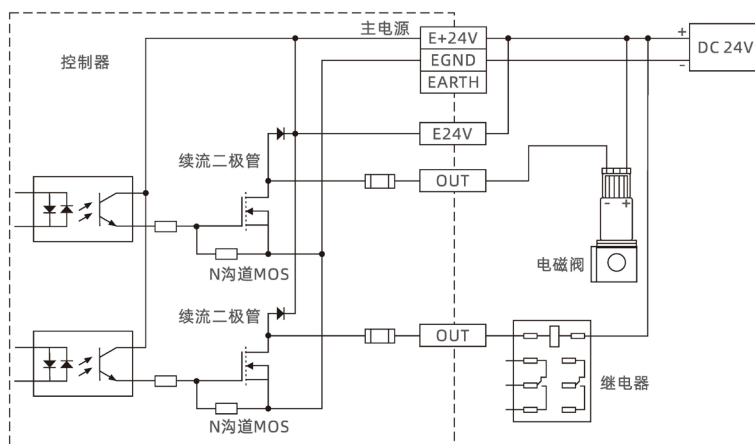 主电源
E+24V
+
DC 24V
控制器
EGND
-
EARTH
E24V
续流二极管
OUT
- +
电磁阀
N沟道MOS
续流二极管
OUT
继电器
N沟道MOS